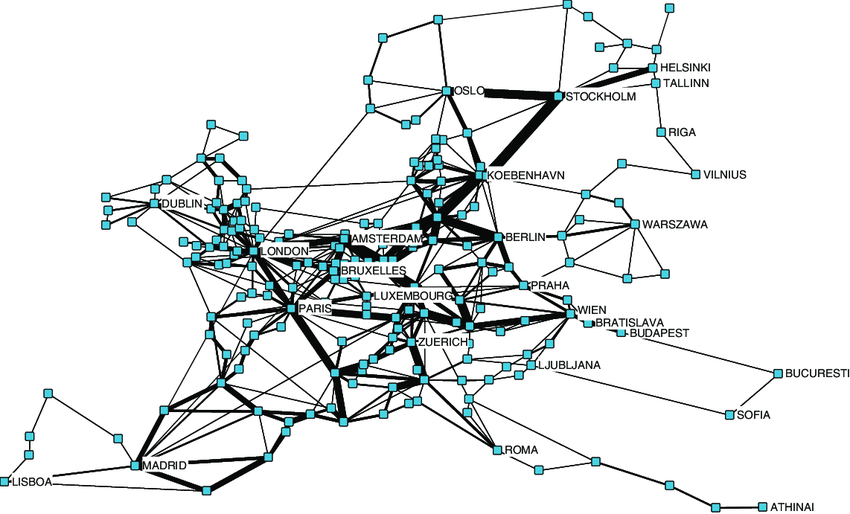 HELSINKI
TALLINN
OSLO
STOCKHOLM
RIGA
VILNIUS
KOEBENHAVN
DUBLIN
WARSZAWA
AMSTERDAM
BERLIN
LONDON
BRUXELLES
PRAHA
LUXEMBOURG
PARIS
WIEN
BRATISLAVA
BUDAPEST
ZUERICH
LJUBLJANA
BUCURESTI
SOFIA
ROMA
MADRID
LISBOA
ATHINAI